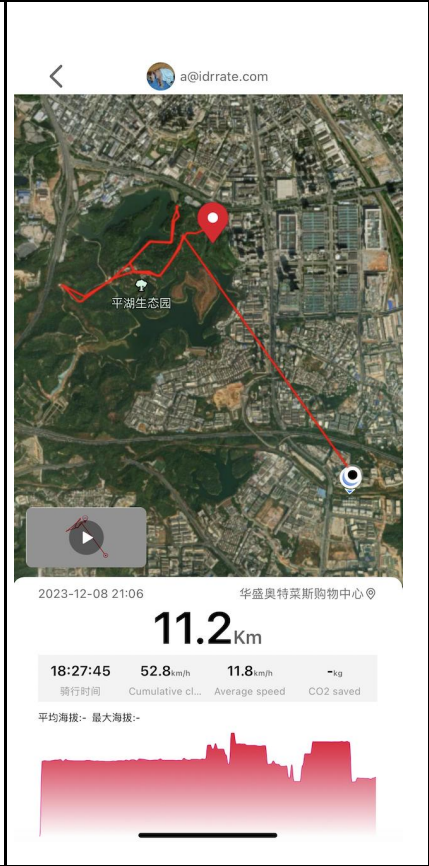 a@idrrate.com
平湖生态园
2023-12-08 21:06 华盛奥特莱斯购物中心
11.2Km
18:27:45 52.8km/h 11.8km/h -kg
骑行时间 Cumulative cl... Average speed CO2 saved
平均海拔:- 最大海拔:-